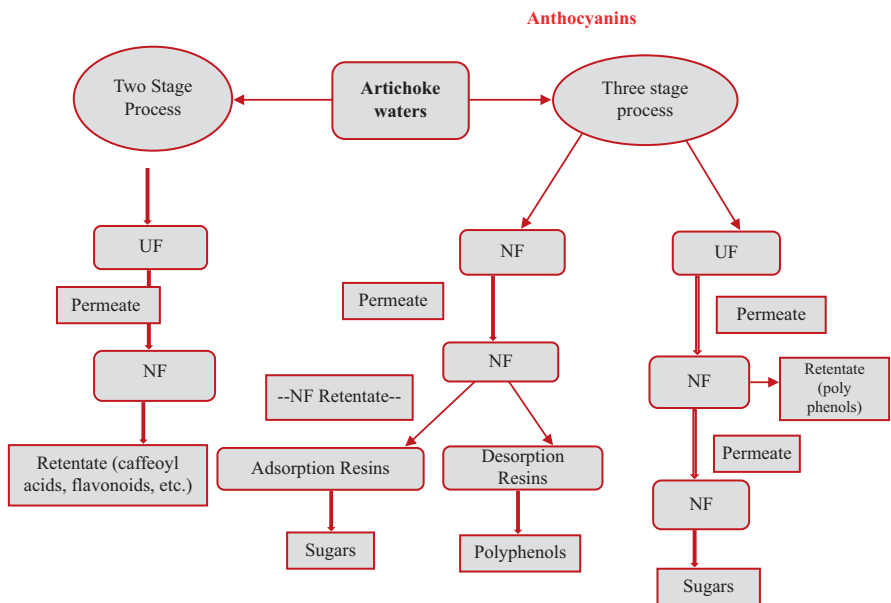 Anthocyanins
Two Stage
Process
Artichoke
waters
Three stage
process
UF
Permeate
NF
Retentate (caffeoyl
acids, flavonoids, etc.)
NF
Permeate
NF
--NF Retentate--
Adsorption Resins
Desorption
Resins
Sugars
Polyphenols
UF
Permeate
NF
Retentate
(poly
phenols)
Permeate
NF
Sugars